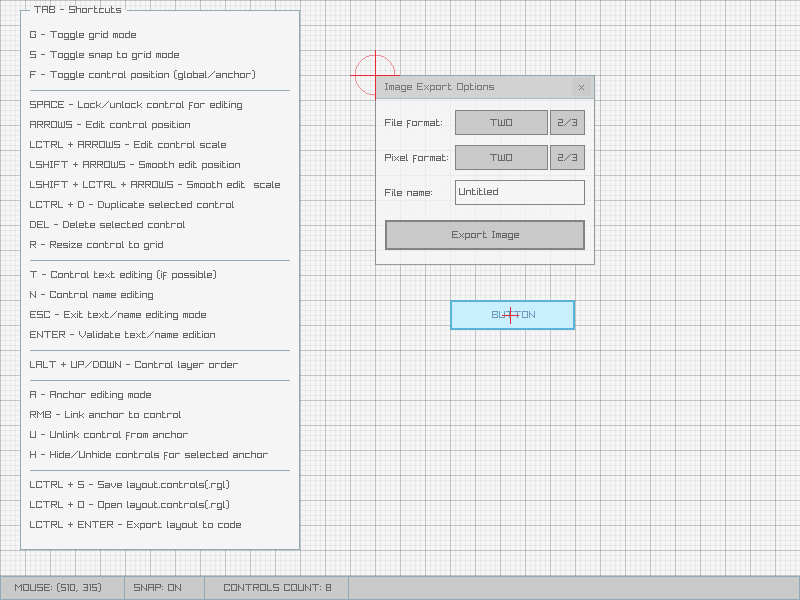 TAB - Shortcuts
G - Toggle grid mode
S - Toggle snap to grid mode
F - Toggle control position (global/anchor)
SPACE - Lock/unlock control for editing
ARROWS - Edit control position
LCTRL + ARROWS - Edit control scale
LSHIFT + ARROWS - Smooth edit position
LSHIFT + LCTRL + ARROWS - Smooth edit  scale
LCTRL + D - Duplicate selected control
DEL - Delete selected control
R - Resize control to grid
T - Control text editing (if possible)
N - Control name editing
ESC - Exit text/name editing mode
ENTER - Validate text/name edition
LALT + UP/DOWN - Control layer order
A - Anchor editing mode
RMB - Link anchor to control
U - Unlink control from anchor
H - Hide/Unhide controls for selected anchor
LCTRL + S - Save layout.controls(.rgl)
LCTRL + O - Open layout.controls(.rgl)
LCTRL + ENTER - Export layout to code
Image Export Options x
File format: TWO 2/3
Pixel format: TWO 2/3
File name: Untitled
Export Image
BUTTON
MOUSE: (510, 315) SNAP: ON CONTROLS COUNT: 8